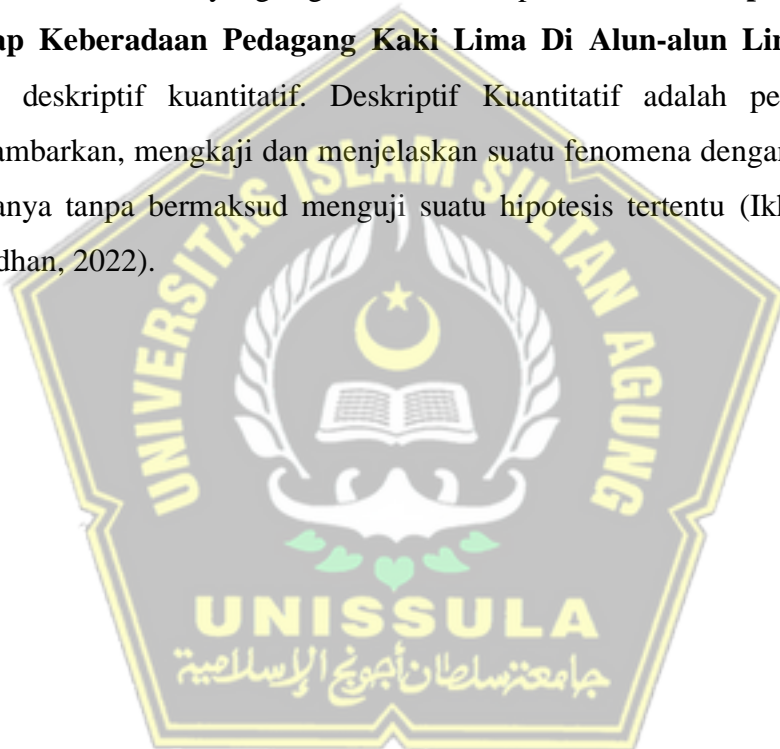 ap Keberadaan Pedagang Kaki Lima Di Alun-alun Lin
deskriptif kuantitatif. Deskriptif Kuantitatif adalah pe
ambarkan, mengkaji dan menjelaskan suatu fenomena dengan
anya tanpa bermaksud menguji suatu hipotesis tertentu (Ikl
dhan, 2022).
UNIVERSITAS ISLAM SULTAN AGUNG
UNISSULA
جامعتنسلطان أجونج الإسلامية